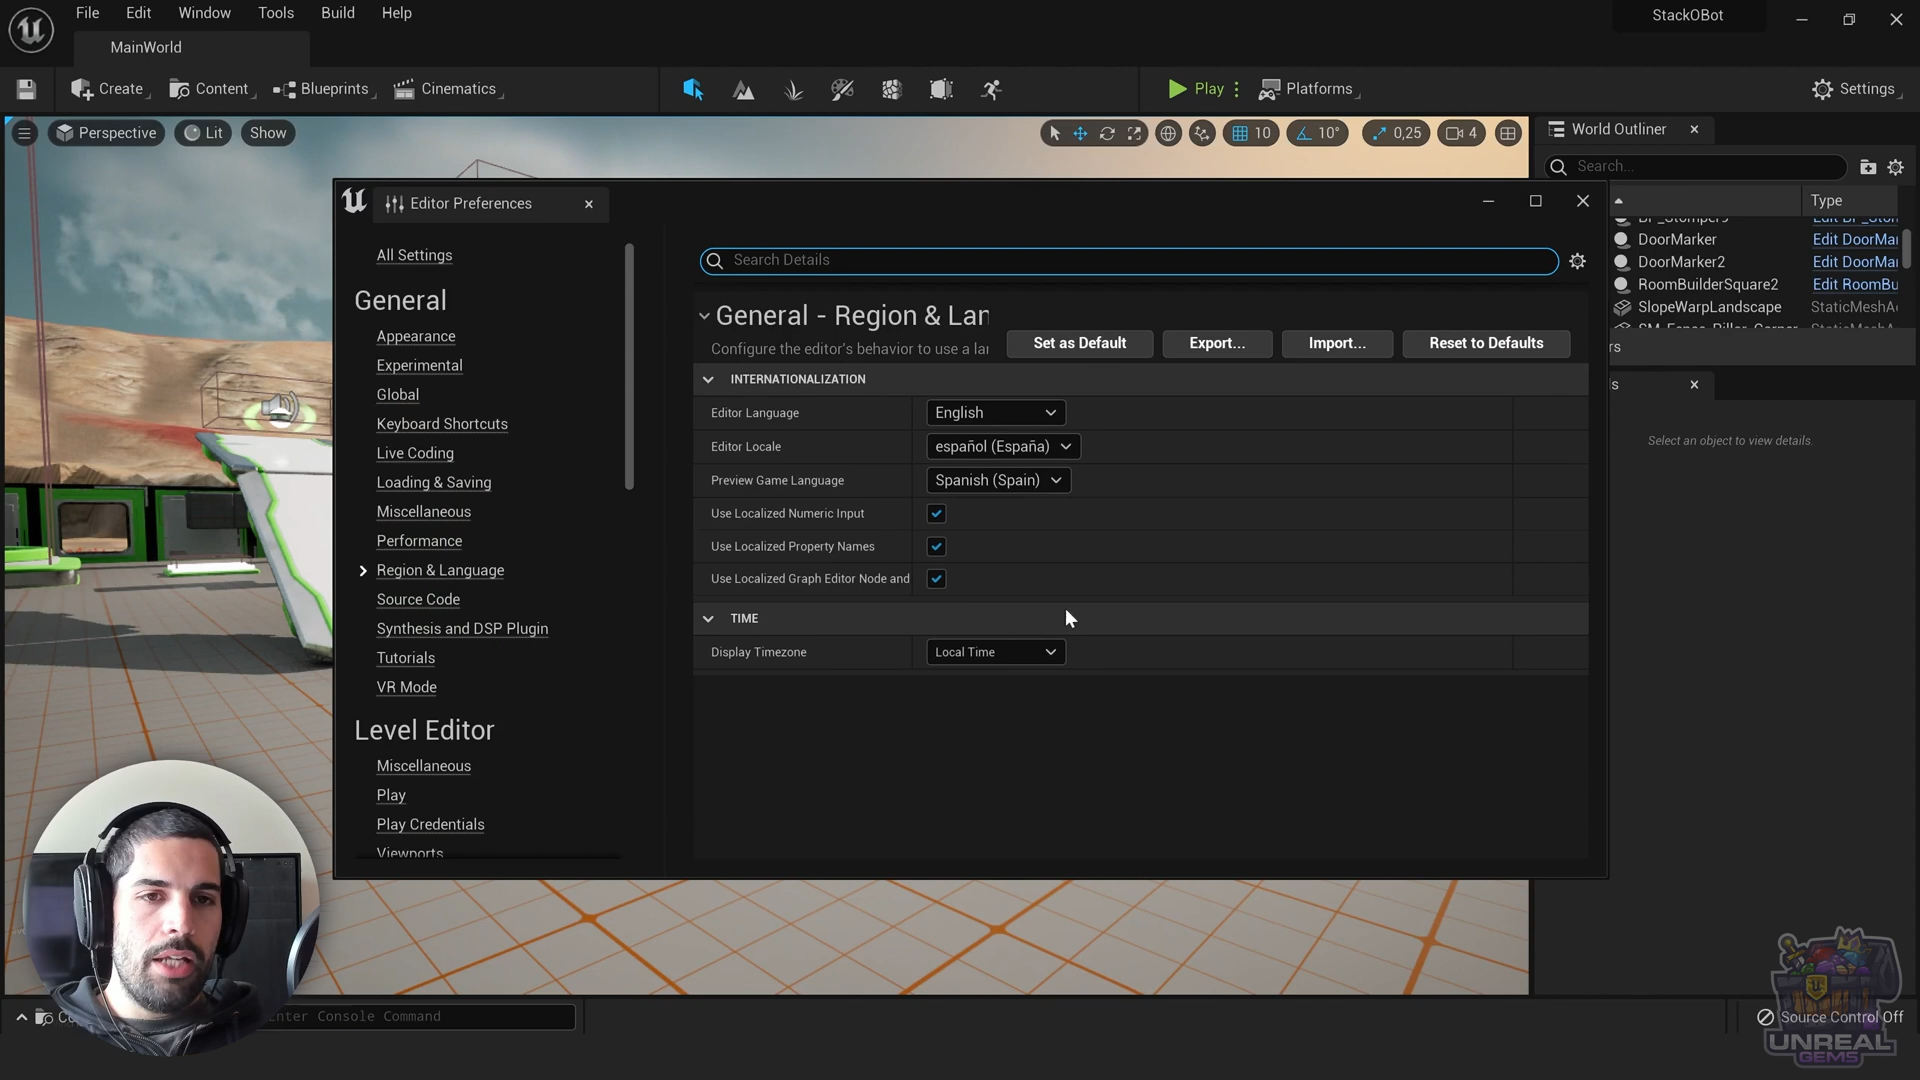 File Edit Window Tools Build Help
StackOBot
MainWorld
Create Content Blueprints Cinematics
Play Platforms
Settings
Perspective Lit Show
10 10° 0,25 4
World Outliner
Search...
Type
DoorMarker Edit DoorMar
DoorMarker2 Edit DoorMar
RoomBuilderSquare2 Edit RoomBu
SlopeWarpLandscape StaticMeshAc
rs
s
Select an object to view details.
Editor Preferences
All Settings
General
Appearance
Experimental
Global
Keyboard Shortcuts
Live Coding
Loading & Saving
Miscellaneous
Performance
Region & Language
Source Code
Synthesis and DSP Plugin
Tutorials
VR Mode
Level Editor
Miscellaneous
Play
Play Credentials
Viewports
Search Details
General - Region & Lan
Configure the editor's behavior to use a lan
Set as Default Export... Import... Reset to Defaults
INTERNATIONALIZATION
Editor Language English
Editor Locale español (España)
Preview Game Language Spanish (Spain)
Use Localized Numeric Input
Use Localized Property Names
Use Localized Graph Editor Node and
TIME
Display Timezone Local Time
Enter Console Command
Source Control Off
UNREAL
GEMS